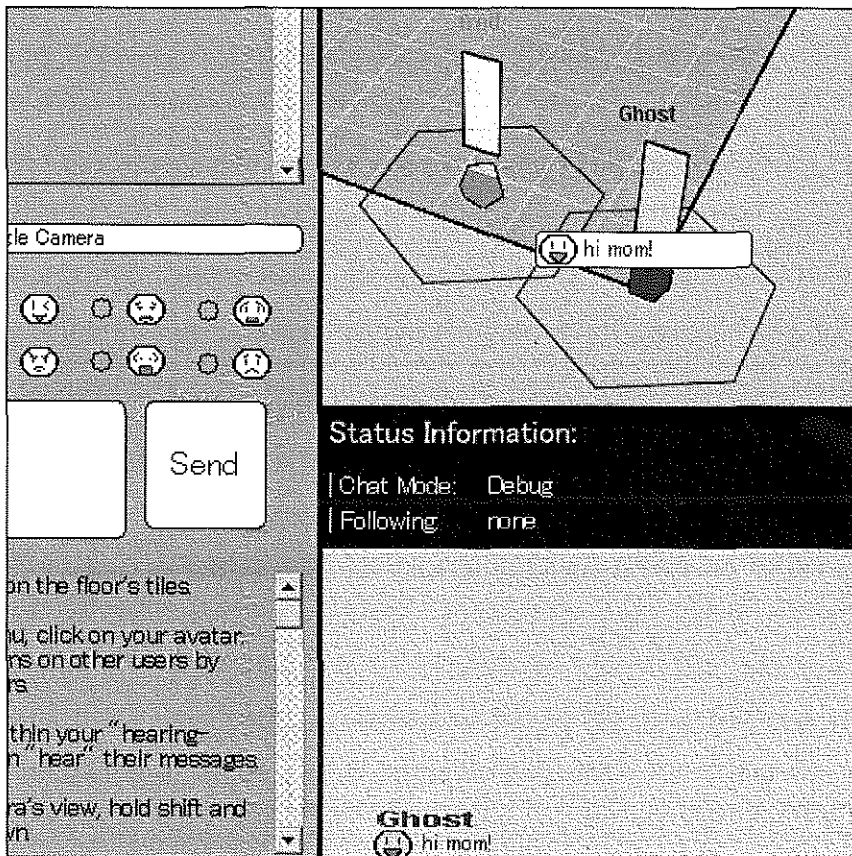 cle Camera
Send
on the floor's tiles.
nu, click on your avatar.
ns on other users by
rs.
thin your "hearing-
n "hear" their messages.
ra's view, hold shift and
wn.
Ghost
hi mom!
Status Information:
Chat Mode: Debug
Following: none
Ghost
hi mom!